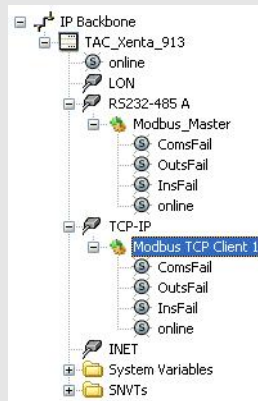 IP Backbone
TAC_Xenta_913
online
LON
RS232-485 A
Modbus_Master
ComsFail
OutsFail
InsFail
online
TCP-IP
Modbus TCP Client 1
ComsFail
OutsFail
InsFail
online
INET
System Variables
SNVTs